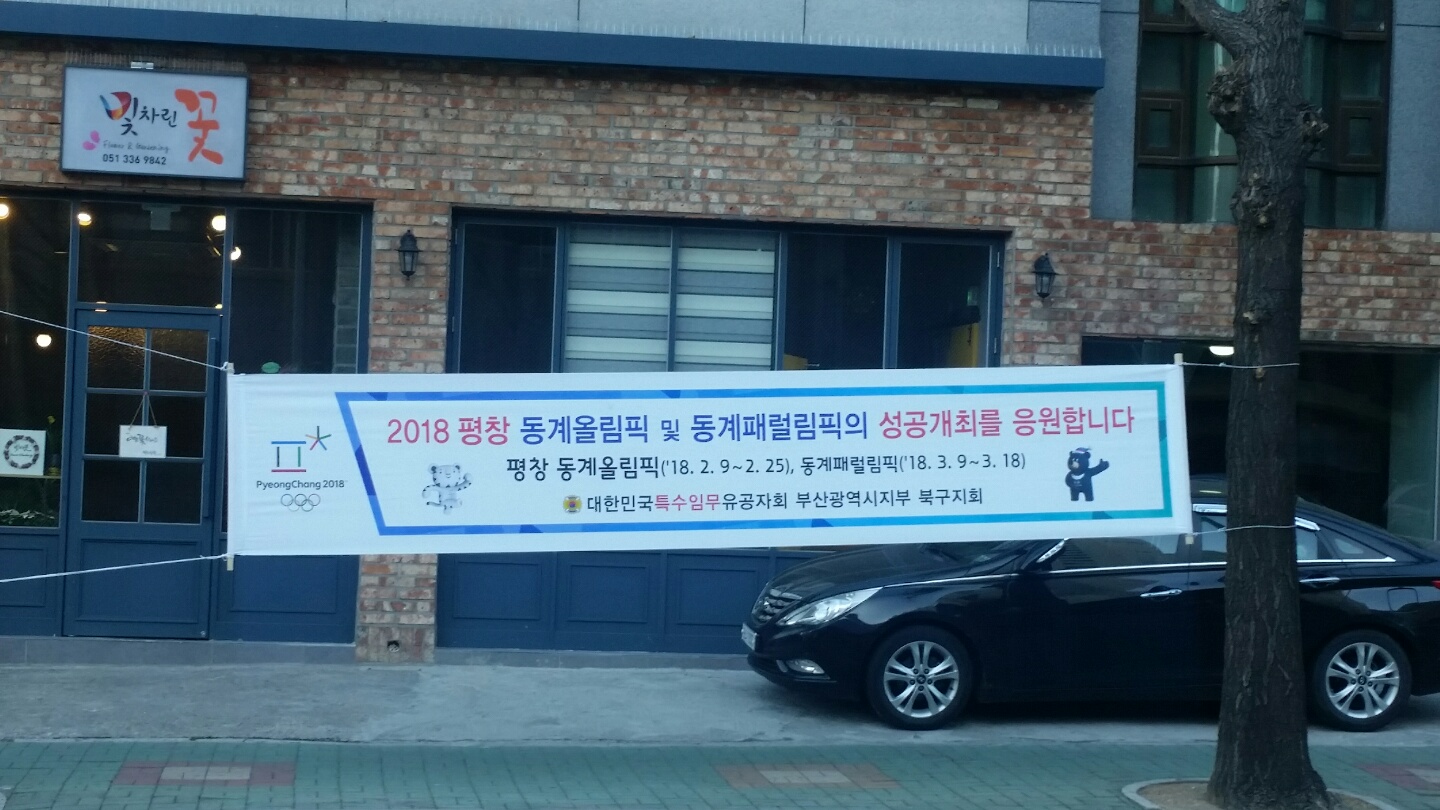 빛차린 꽃
Flower & Gardening
051 336 9842
PyeongChang 2018
2018 평창 동계올림픽 및 동계패럴림픽의 성공개최를 응원합니다
평창 동계올림픽('18. 2. 9~2. 25), 동계패럴림픽('18. 3. 9~3. 18)
대한민국특수임무유공자회 부산광역시지부 북구지회